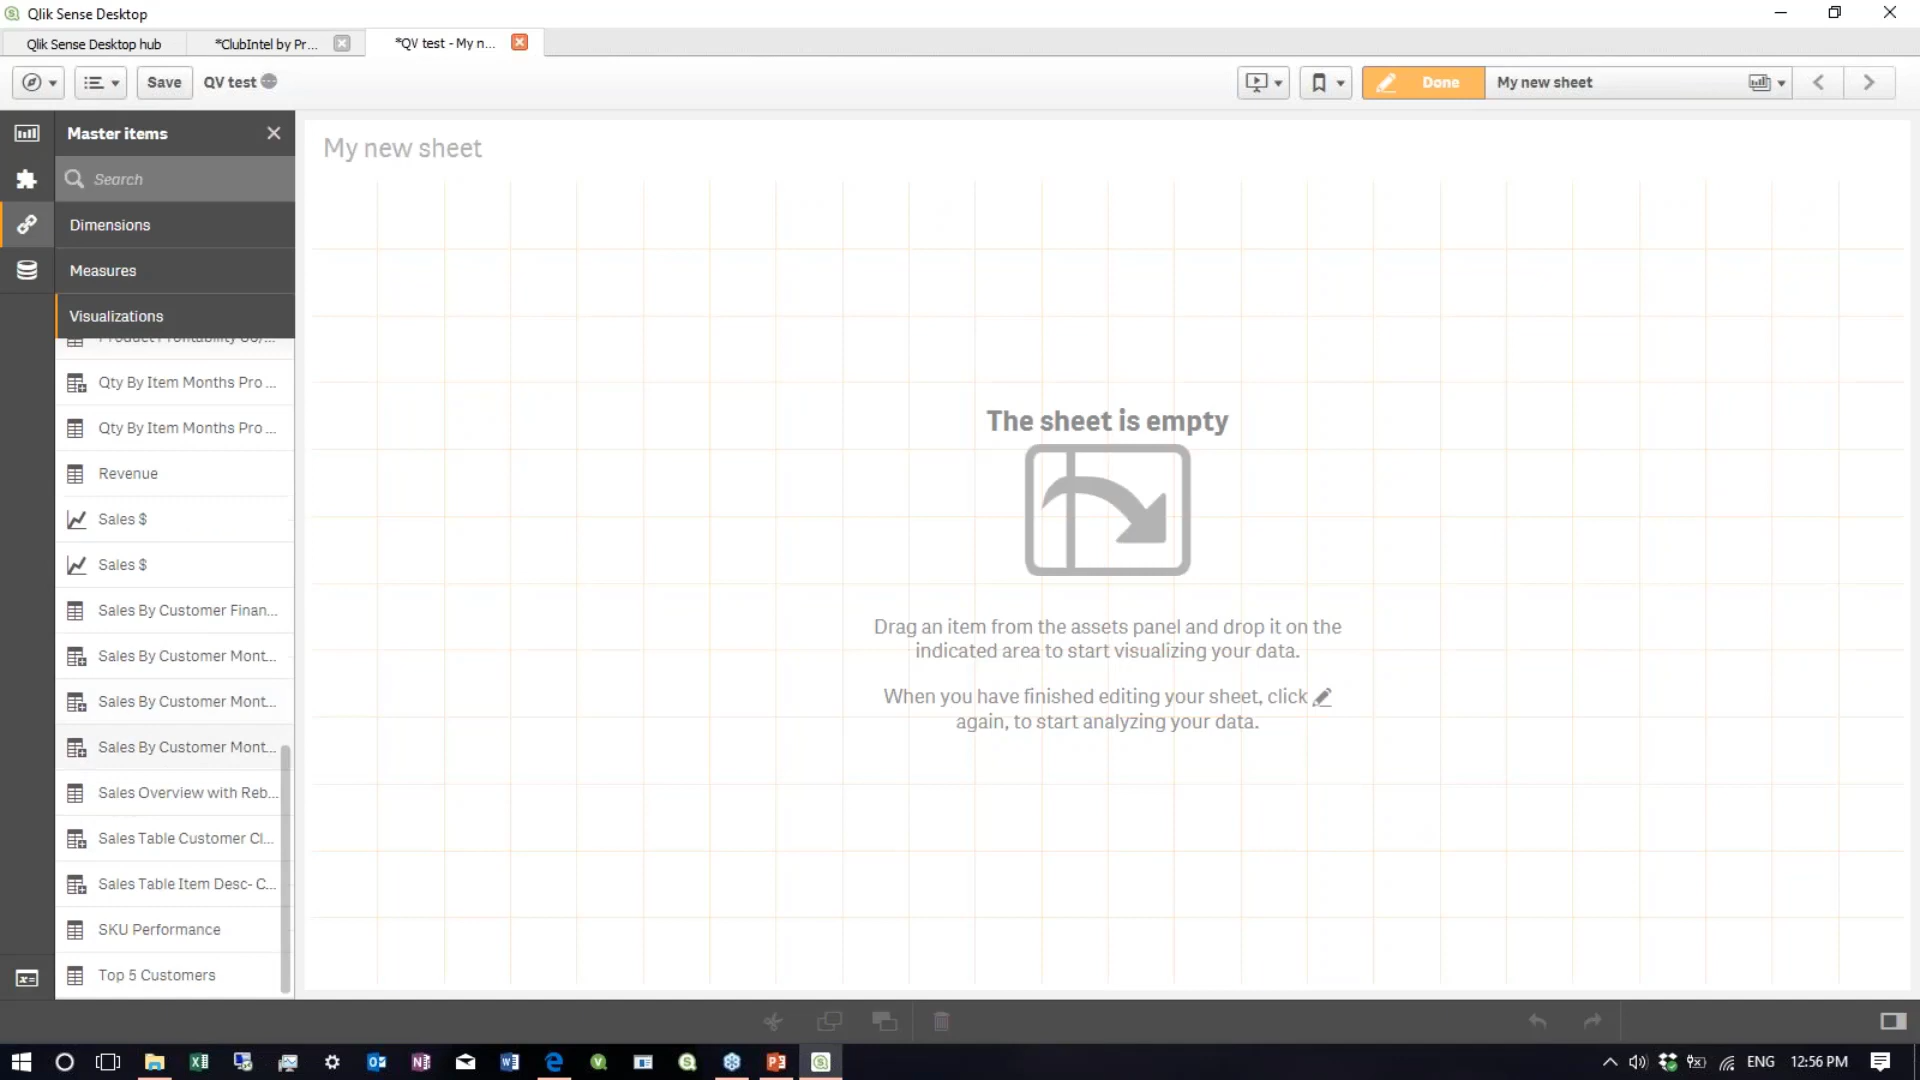 Qlik Sense Desktop
Qlik Sense Desktop hub
*ClubIntel by Pr...
*QV test - My n...
Save
QV test
Done
My new sheet
Master items
Search
Dimensions
Measures
Visualizations
Qty By Item Months Pro ...
Qty By Item Months Pro ...
Revenue
Sales $
Sales $
Sales By Customer Finan...
Sales By Customer Mont...
Sales By Customer Mont...
Sales By Customer Mont...
Sales Overview with Reb...
Sales Table Customer Cl...
Sales Table Item Desc- C...
SKU Performance
Top 5 Customers
My new sheet
The sheet is empty
Drag an item from the assets panel and drop it on the
indicated area to start visualizing your data.
When you have finished editing your sheet, click
again, to start analyzing your data.
ENG
12:56 PM